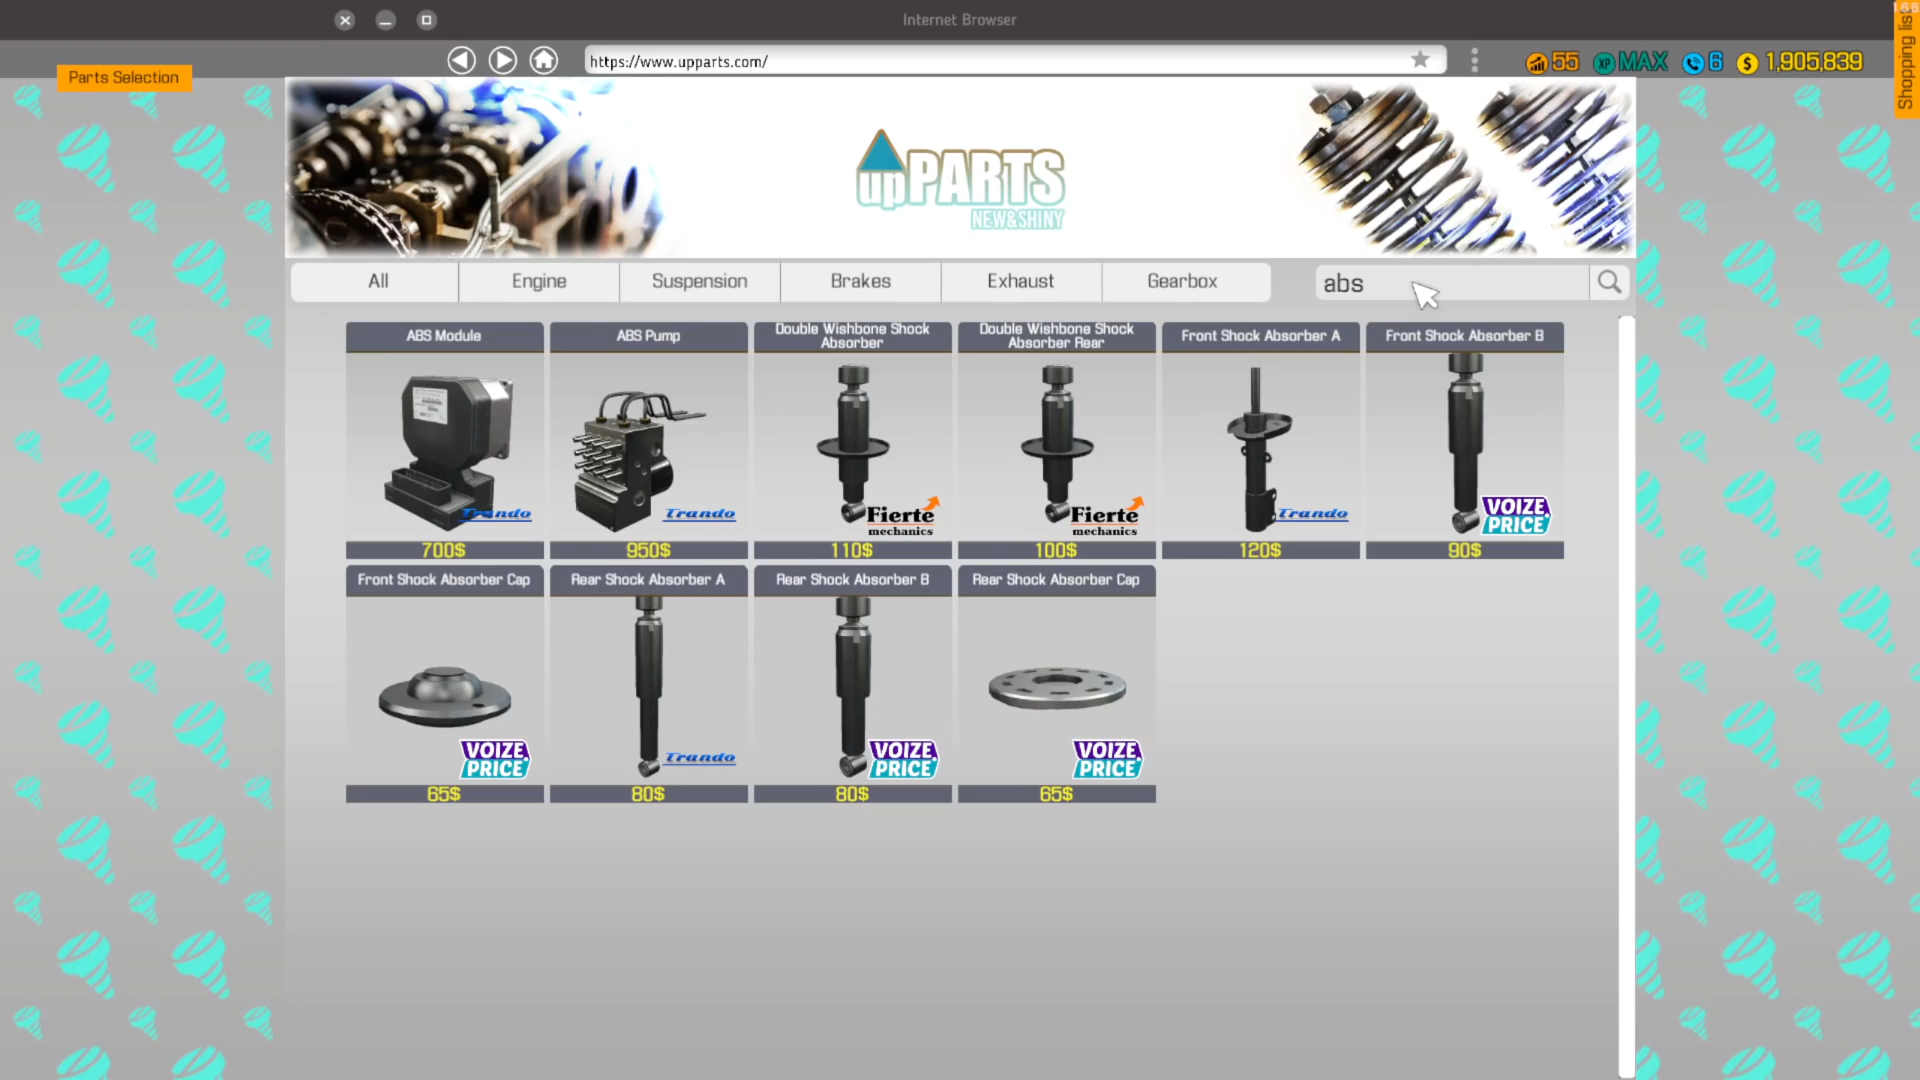 Internet Browser
https://www.upparts.com/
55
XP MAX
6
$ 1,905,839
Shopping list
Parts Selection
upPARTS
NEW&SHINY
All
Engine
Suspension
Brakes
Exhaust
Gearbox
abs
ABS Module
Trando
700$
ABS Pump
Trando
950$
Double Wishbone Shock
Absorber
Fierte
mechanics
110$
Double Wishbone Shock
Absorber Rear
Fierte
mechanics
100$
Front Shock Absorber A
Trando
120$
Front Shock Absorber B
VOIZE
PRICE
90$
Front Shock Absorber Cap
VOIZE
PRICE
65$
Rear Shock Absorber A
Trando
80$
Rear Shock Absorber B
VOIZE
PRICE
80$
Rear Shock Absorber Cap
VOIZE
PRICE
65$